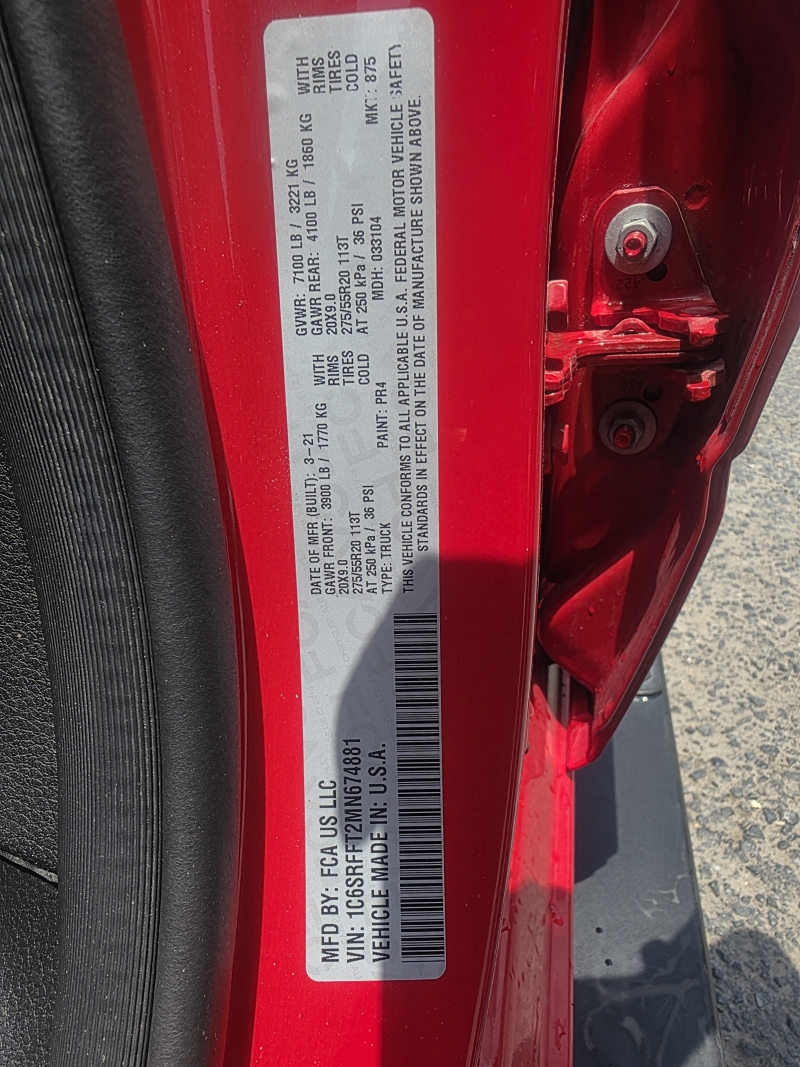 MFD BY: FCA US LLC
VIN: 1C6SRFFT2MN674881
VEHICLE MADE IN: U.S.A.
DATE OF MFR (BUILT): 3-21
GAWR FRONT: 3900 LB / 1770 KG WITH
20X9.0 RIMS
275/55R20 113T TIRES
AT 250 kPa / 36 PSI COLD
TYPE: TRUCK PAINT: PR4
GVWR: 7100 LB / 3221 KG
GAWR REAR: 4100 LB / 1860 KG WITH
20X9.0 RIMS
275/55R20 113T TIRES
AT 250 kPa / 36 PSI COLD
MDH: 033104 MKT: 875
THIS VEHICLE CONFORMS TO ALL APPLICABLE U.S.A. FEDERAL MOTOR VEHICLE SAFETY
STANDARDS IN EFFECT ON THE DATE OF MANUFACTURE SHOWN ABOVE.